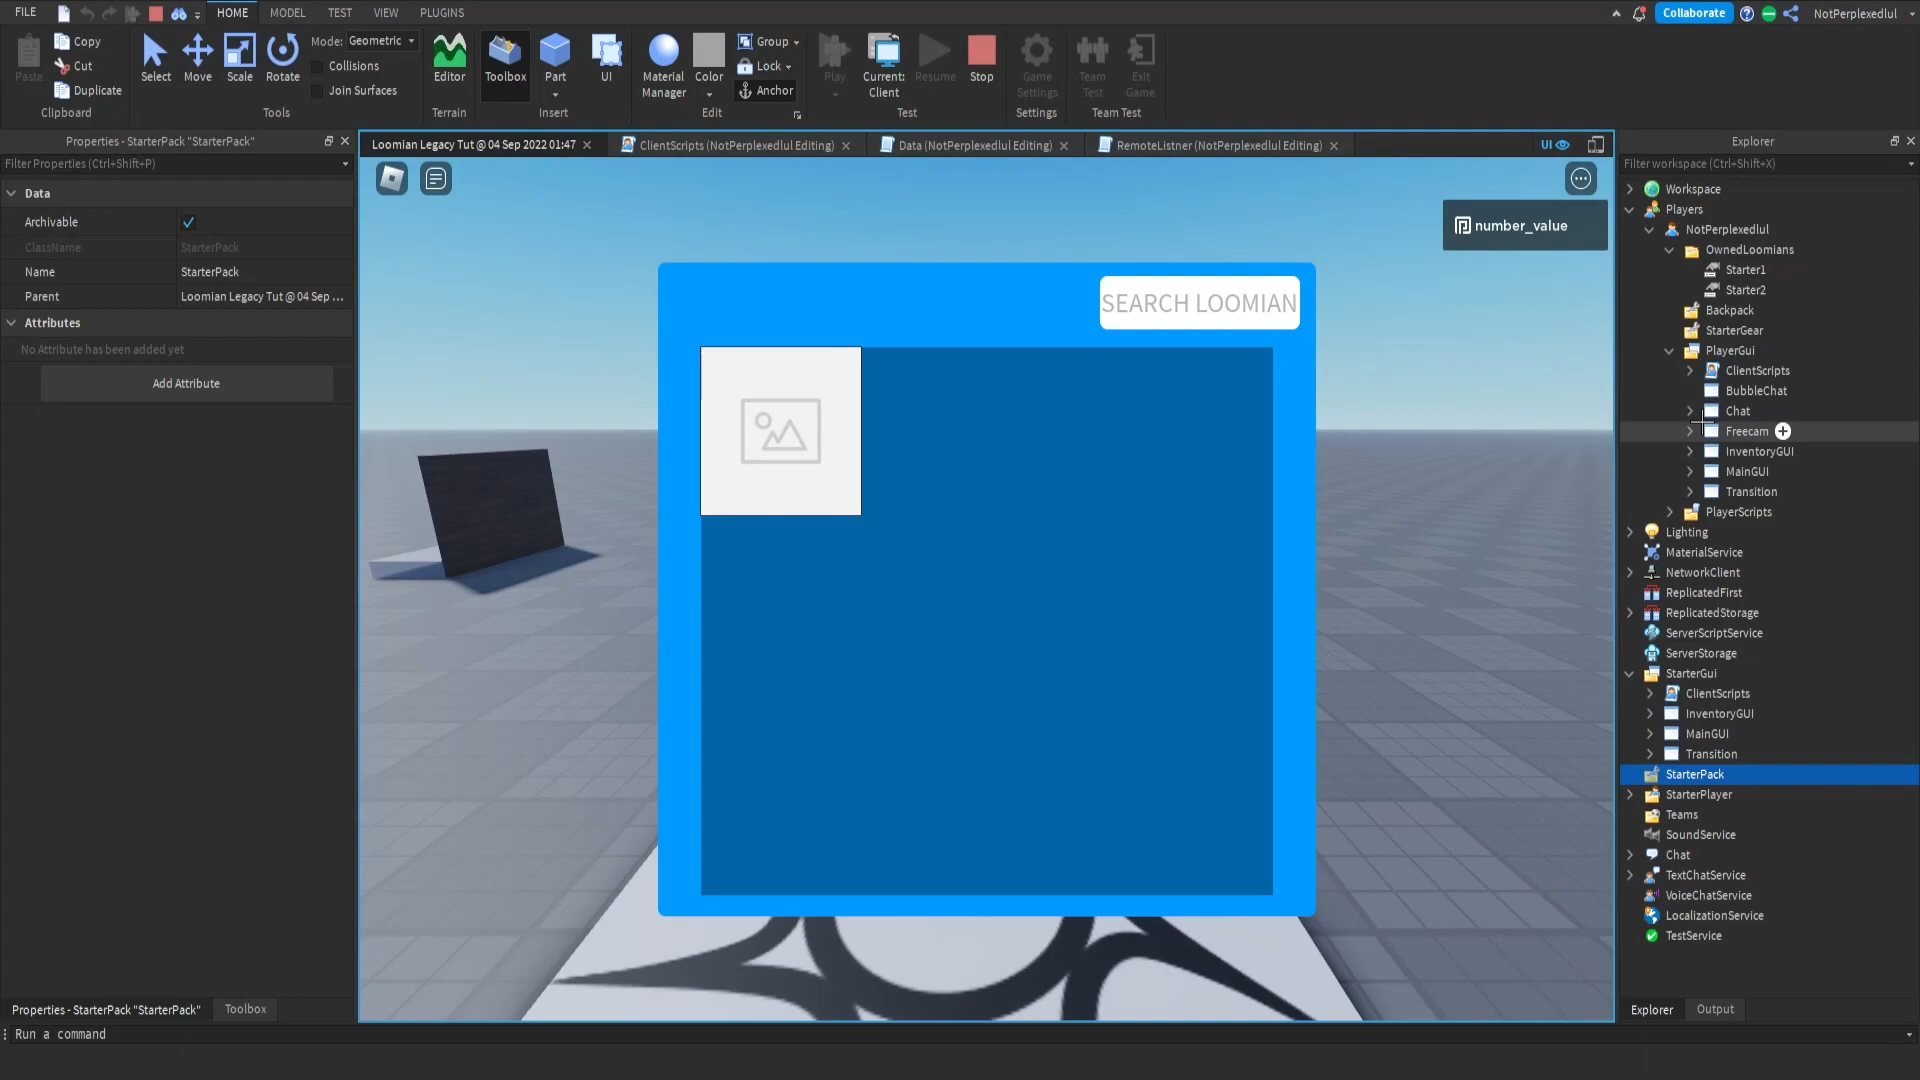 FILE HOME MODEL TEST VIEW PLUGINS Collaborate NotPerplexedlul
Paste Copy Cut Duplicate Clipboard
Select Move Scale Rotate Mode: Geometric Collisions Join Surfaces Tools
Editor Terrain
Toolbox Part UI Insert
Material Manager Color Group Lock Anchor Edit
Play Current: Client Resume Stop Test
Game Settings Settings
Team Test Exit Game Team Test
Properties - StarterPack "StarterPack"
Filter Properties (Ctrl+Shift+P)
Data
Archivable
ClassName StarterPack
Name StarterPack
Parent Loomian Legacy Tut @ 04 Sep ...
Attributes
No Attribute has been added yet
Add Attribute
Loomian Legacy Tut @ 04 Sep 2022 01:47
ClientScripts (NotPerplexedlul Editing)
Data (NotPerplexedlul Editing)
RemoteListner (NotPerplexedlul Editing)
UI
number_value
SEARCH LOOMIAN
Explorer
Filter workspace (Ctrl+Shift+X)
Workspace
Players
NotPerplexedlul
OwnedLoomians
Starter1
Starter2
Backpack
StarterGear
PlayerGui
ClientScripts
BubbleChat
Chat
Freecam
InventoryGUI
MainGUI
Transition
PlayerScripts
Lighting
MaterialService
NetworkClient
ReplicatedFirst
ReplicatedStorage
ServerScriptService
ServerStorage
StarterGui
ClientScripts
InventoryGUI
MainGUI
Transition
StarterPack
StarterPlayer
Teams
SoundService
Chat
TextChatService
VoiceChatService
LocalizationService
TestService
Properties - StarterPack "StarterPack" Toolbox
Explorer Output
Run a command